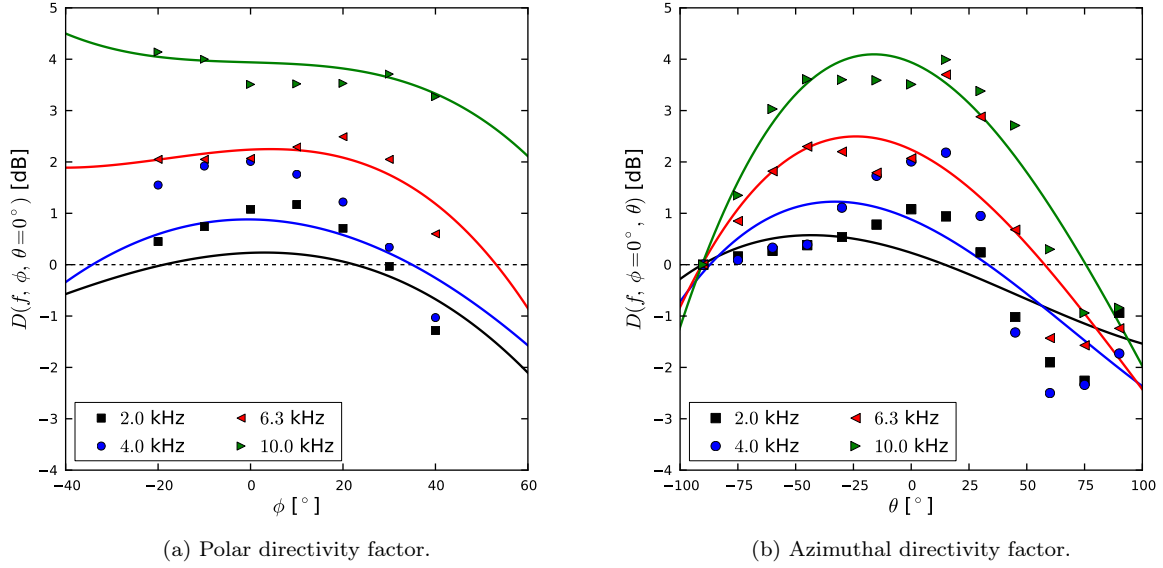 5
4
3
2
1
0
−1
−2
−3
−4
−40 −20 0 20 40 60
D(f, ϕ, θ=0°) [dB]
ϕ [°]
2.0 kHz 6.3 kHz
4.0 kHz 10.0 kHz
(a) Polar directivity factor.
5
4
3
2
1
0
−1
−2
−3
−4
−100 −75 −50 −25 0 25 50 75 100
D(f, ϕ=0°, θ) [dB]
θ [°]
2.0 kHz 6.3 kHz
4.0 kHz 10.0 kHz
(b) Azimuthal directivity factor.